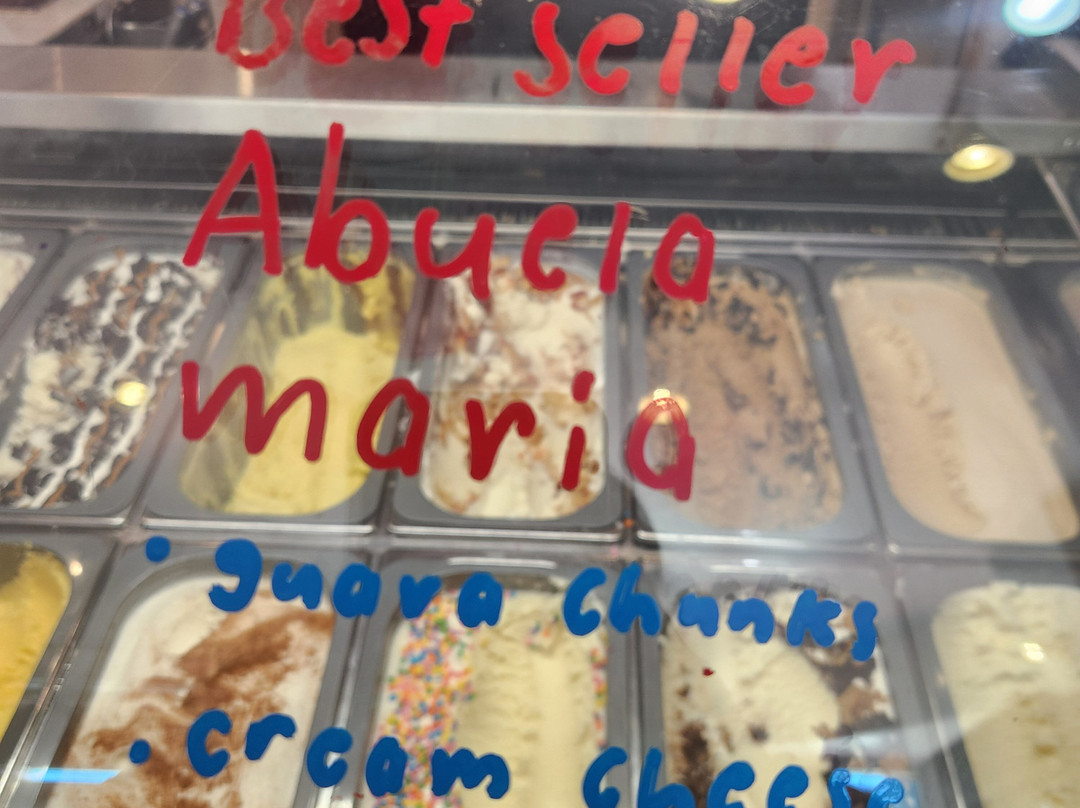 Best seller
Abuela
maria
• guava chunks
• cream cheese